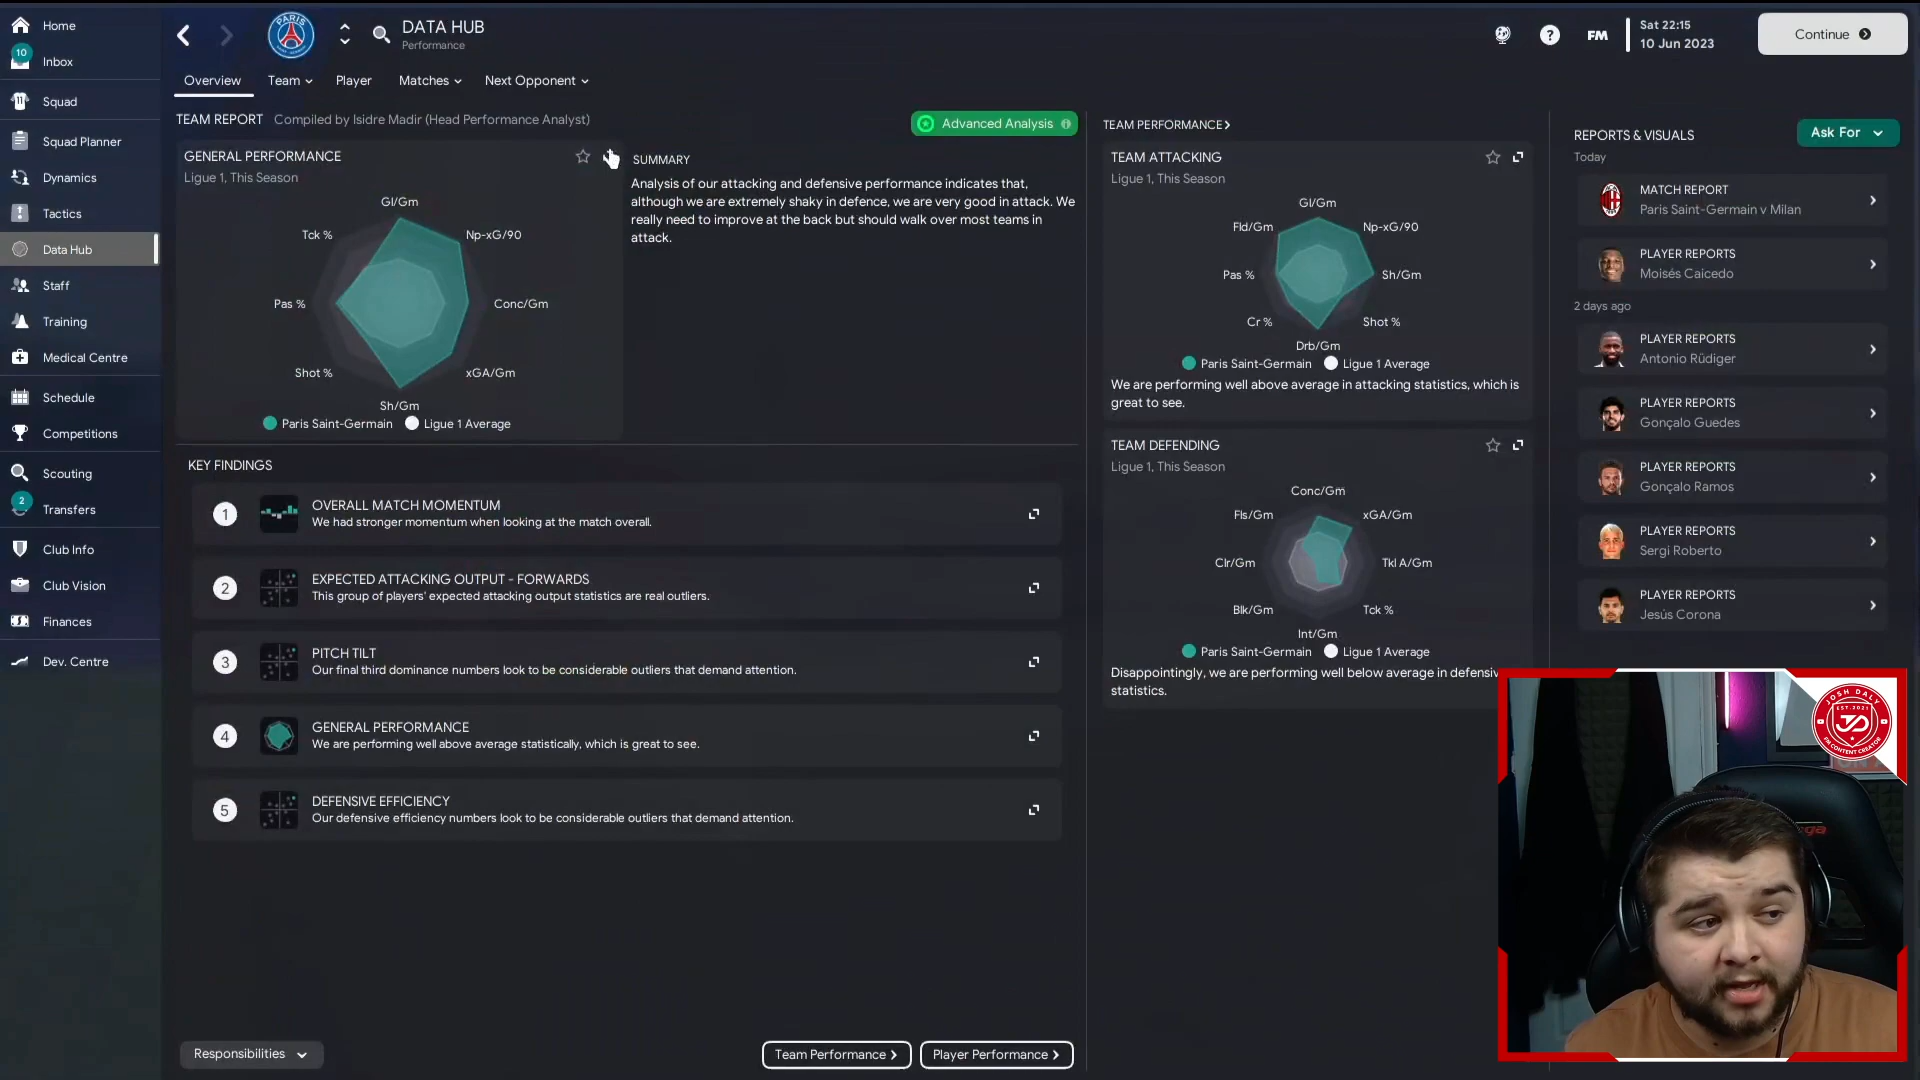 Home
10
Inbox
Squad
Squad Planner
Dynamics
Tactics
Data Hub
Staff
Training
Medical Centre
Schedule
Competitions
Scouting
2
Transfers
Club Info
Club Vision
Finances
Dev. Centre
PARIS
DATA HUB
Performance
?
FM
Sat 22:15
10 Jun 2023
Continue
Overview
Team
Player
Matches
Next Opponent
TEAM REPORT Compiled by Isidre Madir (Head Performance Analyst)
Advanced Analysis
GENERAL PERFORMANCE
Ligue 1, This Season
Gl/Gm
Tck %
Np-xG/90
Pas %
Conc/Gm
Shot %
xGA/Gm
Sh/Gm
Paris Saint-Germain
Ligue 1 Average
SUMMARY
Analysis of our attacking and defensive performance indicates that,
although we are extremely shaky in defence, we are very good in attack. We
really need to improve at the back but should walk over most teams in
attack.
KEY FINDINGS
1
OVERALL MATCH MOMENTUM
We had stronger momentum when looking at the match overall.
2
EXPECTED ATTACKING OUTPUT - FORWARDS
This group of players' expected attacking output statistics are real outliers.
3
PITCH TILT
Our final third dominance numbers look to be considerable outliers that demand attention.
4
GENERAL PERFORMANCE
We are performing well above average statistically, which is great to see.
5
DEFENSIVE EFFICIENCY
Our defensive efficiency numbers look to be considerable outliers that demand attention.
Responsibilities
Team Performance
Player Performance
TEAM PERFORMANCE
TEAM ATTACKING
Ligue 1, This Season
Gl/Gm
Fld/Gm
Np-xG/90
Pas %
Sh/Gm
Cr %
Shot %
Drb/Gm
Paris Saint-Germain
Ligue 1 Average
We are performing well above average in attacking statistics, which is
great to see.
TEAM DEFENDING
Ligue 1, This Season
Conc/Gm
Fls/Gm
xGA/Gm
Clr/Gm
Tkl A/Gm
Blk/Gm
Tck %
Int/Gm
Paris Saint-Germain
Ligue 1 Average
Disappointingly, we are performing well below average in defensiv
statistics.
REPORTS & VISUALS
Ask For
Today
MATCH REPORT
Paris Saint-Germain v Milan
PLAYER REPORTS
Moisés Caicedo
2 days ago
PLAYER REPORTS
Antonio Rüdiger
PLAYER REPORTS
Gonçalo Guedes
PLAYER REPORTS
Gonçalo Ramos
PLAYER REPORTS
Sergi Roberto
PLAYER REPORTS
Jesús Corona
JOSH DALY
EST.2021
JD
FM CONTENT CREATOR